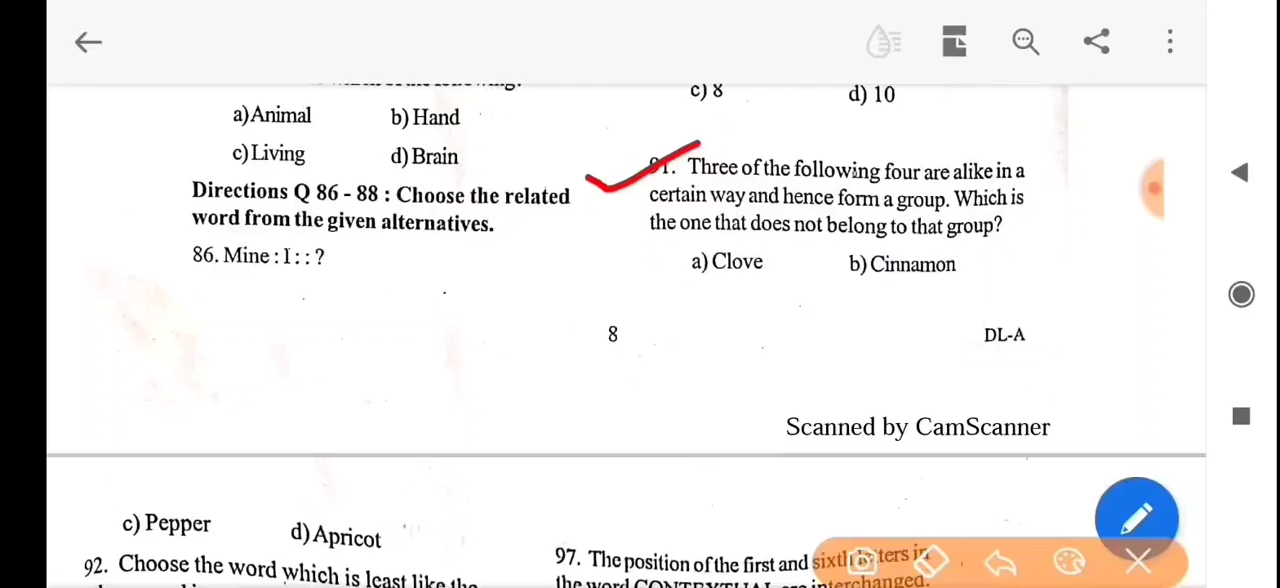 a) Animal b) Hand
c) Living d) Brain
Directions Q 86 - 88 : Choose the related
word from the given alternatives.
86. Mine : I : : ?
c) 8 d) 10
91. Three of the following four are alike in a
certain way and hence form a group. Which is
the one that does not belong to that group?
a) Clove b) Cinnamon
8 DL-A
Scanned by CamScanner
c) Pepper d) Apricot
92. Choose the word which is least like the
97. The position of the first and sixth letters in
the word CONTEXTUAL are interchanged.